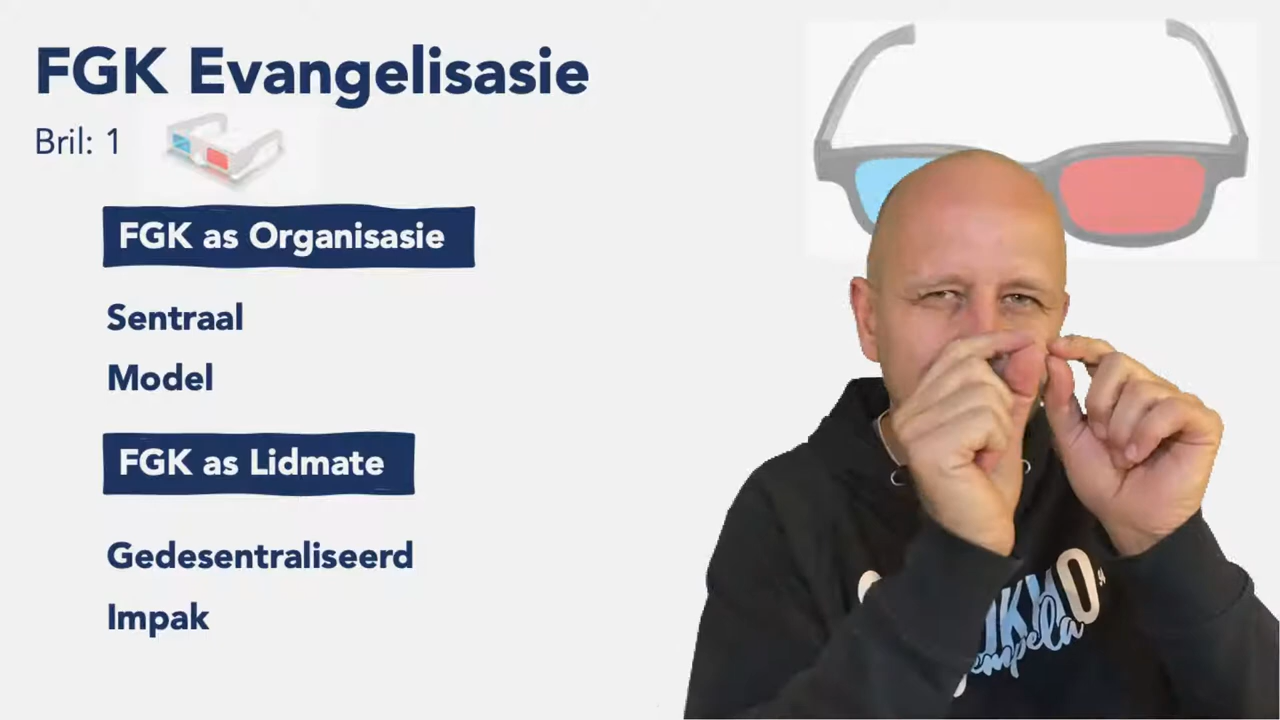 FGK Evangelisasie
Bril: 1
FGK as Organisasie
Sentraal
Model
FGK as Lidmate
Gedesentraliseerd
Impak